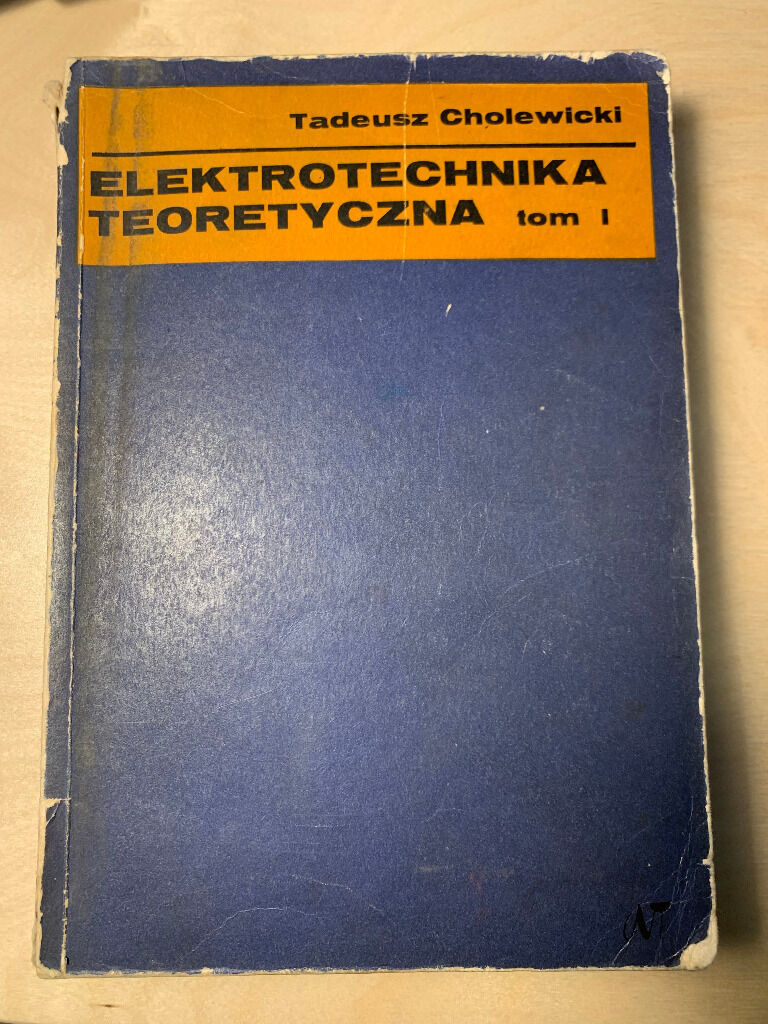 Tadeusz Cholewicki
ELEKTROTECHNIKA
TEORETYCZNA tom I